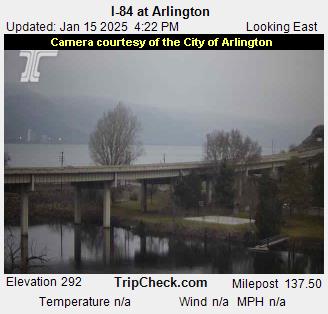 I-84 at Arlington
Updated: Jan 15 2025 4:22 PM Looking East
Camera courtesy of the City of Arlington
Elevation 292 TripCheck.com Milepost 137.50
Temperature n/a Wind n/a MPH n/a